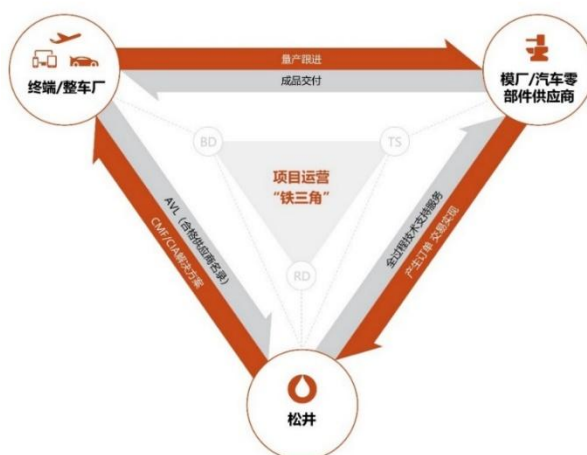 量产跟进
成品交付
终端/整车厂
模厂/汽车零
部件供应商
BD
TS
项目运营
“铁三角”
RD
AVL（合格供应商名录）
CMF/CIA解决方案
全过程技术支持服务
产生订单 交易实现
松井